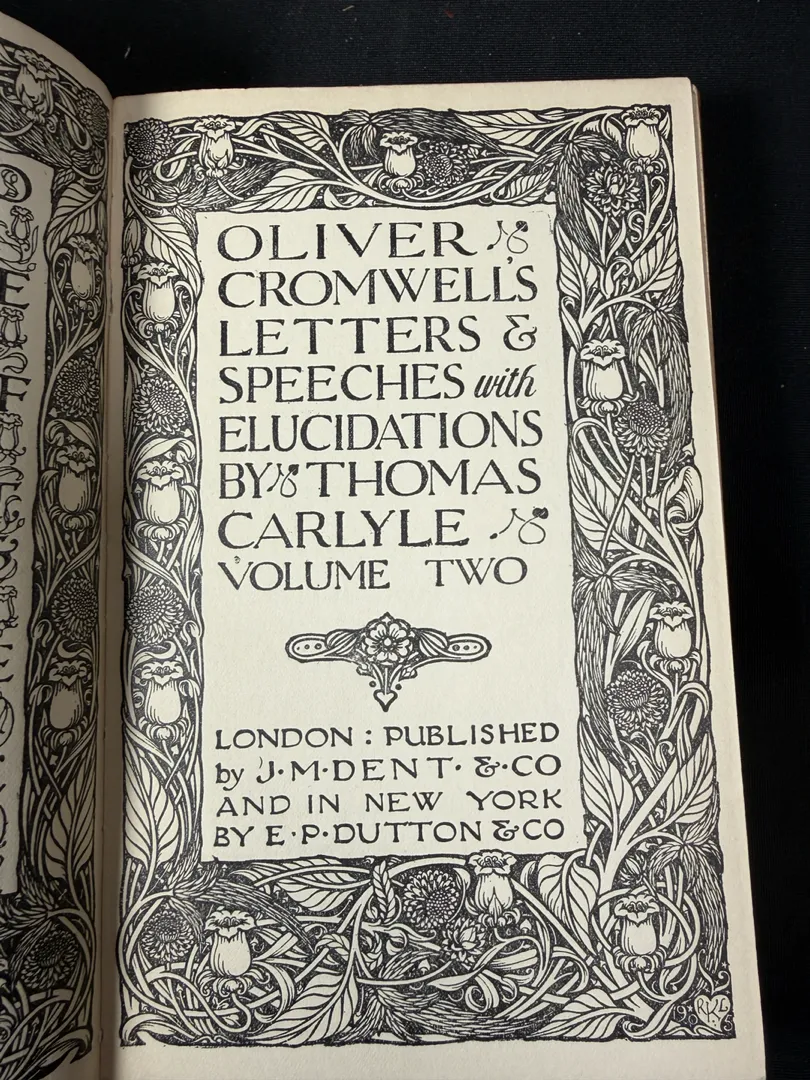 OLIVER
CROMWELL'S
LETTERS &
SPEECHES with
ELUCIDATIONS
BY THOMAS
CARLYLE
VOLUME TWO
LONDON : PUBLISHED
by J·M·DENT· &·CO
AND IN NEW YORK
BY E·P·DUTTON & CO